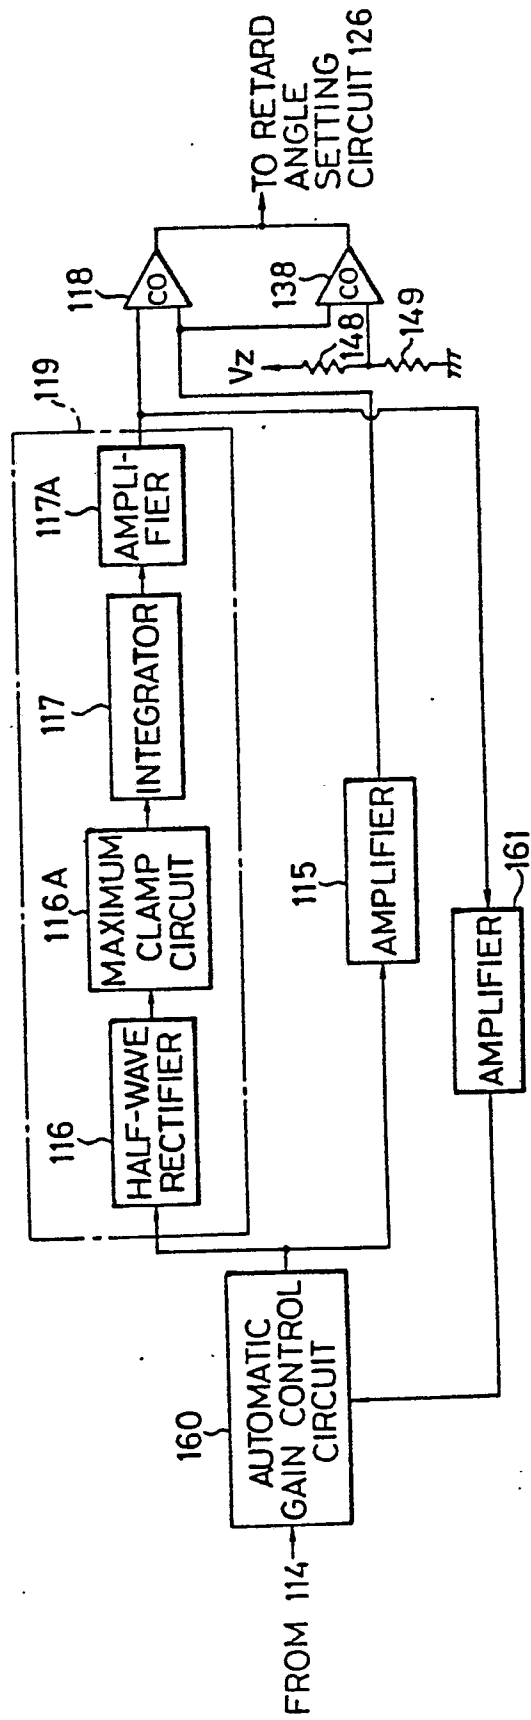 FROM 114
160
AUTOMATIC
GAIN CONTROL
CIRCUIT
116
HALF-WAVE
RECTIFIER
116A
MAXIMUM
CLAMP
CIRCUIT
117
INTEGRATOR
117A
AMPLI-
FIER
119
115
AMPLIFIER
161
AMPLIFIER
118
CO
138
CO
Vz
148
149
TO RETARD
ANGLE
SETTING
CIRCUIT 126